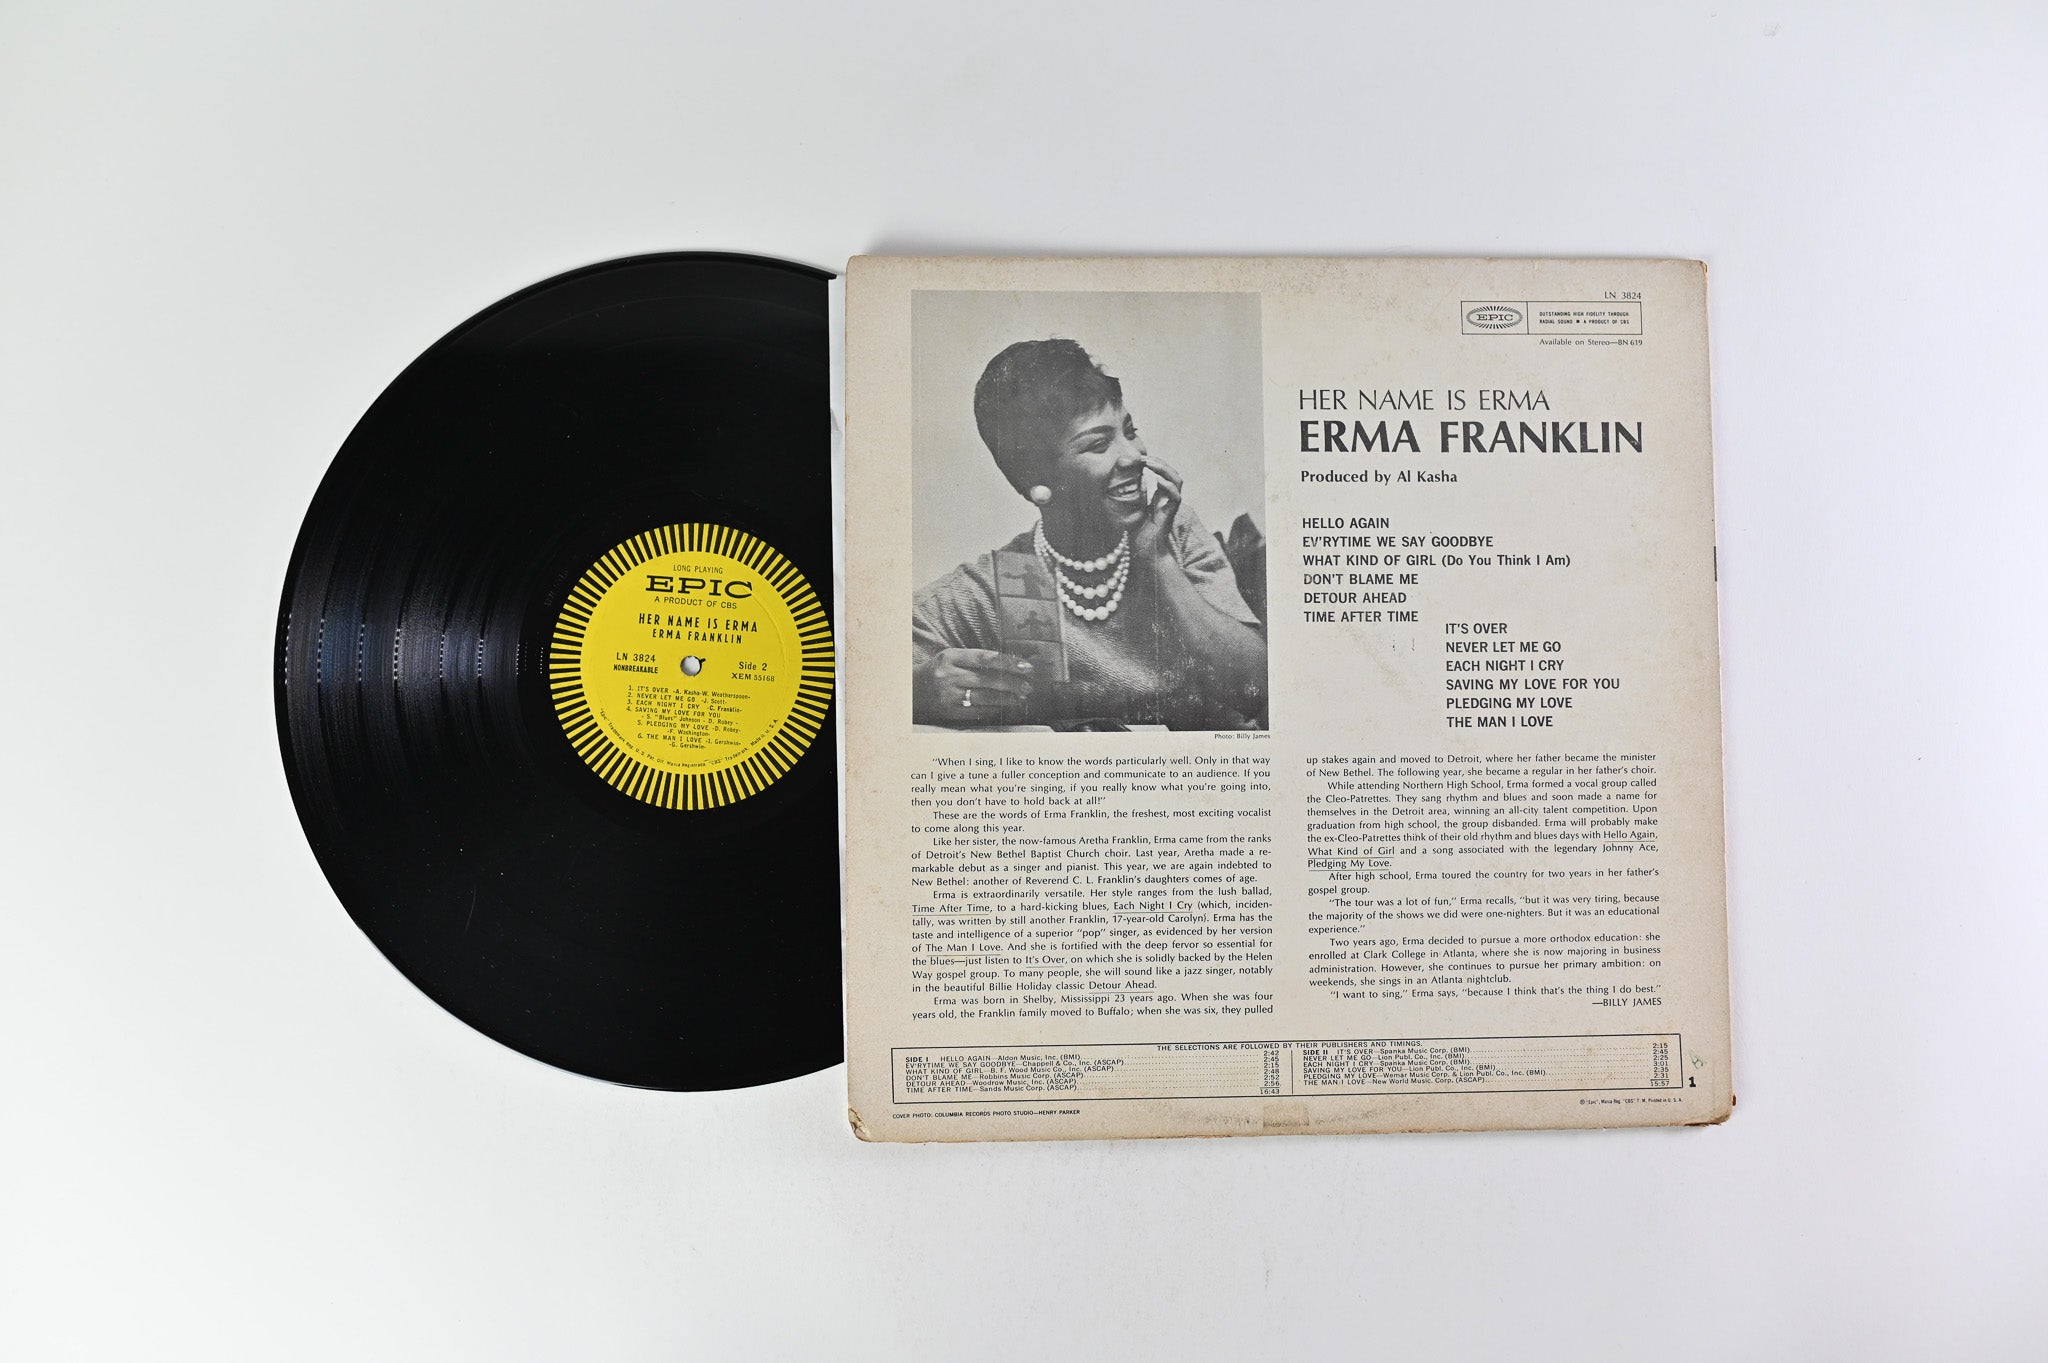 LONG PLAYING
EPIC
A PRODUCT OF CBS
HER NAME IS ERMA
ERMA FRANKLIN
LN 3824
NONBREAKABLE
Side 2
XEM 55168
1. IT'S OVER -A. Kasha-W. Weatherspoon-
2. NEVER LET ME GO -J. Scott-
3. EACH NIGHT I CRY -C. Franklin-
4. SAVING MY LOVE FOR YOU
- S. "Blues" Johnson - D. Robey -
5. PLEDGING MY LOVE -D. Robey-
-F. Washington-
6. THE MAN I LOVE -I. Gershwin-
-G. Gershwin-
"Epic" Trademark Reg. U. S. Pat. Off. Marca Registrada. "CBS" Trademark. Made in U. S. A.
LN 3824
EPIC
OUTSTANDING HIGH FIDELITY THROUGH
RADIAL SOUND ■ A PRODUCT OF CBS
Available on Stereo—BN 619
HER NAME IS ERMA
ERMA FRANKLIN
Produced by Al Kasha
HELLO AGAIN
EV'RYTIME WE SAY GOODBYE
WHAT KIND OF GIRL (Do You Think I Am)
DON'T BLAME ME
DETOUR AHEAD
TIME AFTER TIME
IT'S OVER
NEVER LET ME GO
EACH NIGHT I CRY
SAVING MY LOVE FOR YOU
PLEDGING MY LOVE
THE MAN I LOVE
Photo: Billy James
"When I sing, I like to know the words particularly well. Only in that way
can I give a tune a fuller conception and communicate to an audience. If you
really mean what you're singing, if you really know what you're going into,
then you don't have to hold back at all!"
These are the words of Erma Franklin, the freshest, most exciting vocalist
to come along this year.
Like her sister, the now-famous Aretha Franklin, Erma came from the ranks
of Detroit's New Bethel Baptist Church choir. Last year, Aretha made a re-
markable debut as a singer and pianist. This year, we are again indebted to
New Bethel: another of Reverend C. L. Franklin's daughters comes of age.
Erma is extraordinarily versatile. Her style ranges from the lush ballad,
Time After Time, to a hard-kicking blues, Each Night I Cry (which, inciden-
tally, was written by still another Franklin, 17-year-old Carolyn). Erma has the
taste and intelligence of a superior "pop" singer, as evidenced by her version
of The Man I Love. And she is fortified with the deep fervor so essential for
the blues—just listen to It's Over, on which she is solidly backed by the Helen
Way gospel group. To many people, she will sound like a jazz singer, notably
in the beautiful Billie Holiday classic Detour Ahead.
Erma was born in Shelby, Mississippi 23 years ago. When she was four
years old, the Franklin family moved to Buffalo; when she was six, they pulled
up stakes again and moved to Detroit, where her father became the minister
of New Bethel. The following year, she became a regular in her father's choir.
While attending Northern High School, Erma formed a vocal group called
the Cleo-Patrettes. They sang rhythm and blues and soon made a name for
themselves in the Detroit area, winning an all-city talent competition. Upon
graduation from high school, the group disbanded. Erma will probably make
the ex-Cleo-Patrettes think of their old rhythm and blues days with Hello Again,
What Kind of Girl and a song associated with the legendary Johnny Ace,
Pledging My Love.
After high school, Erma toured the country for two years in her father's
gospel group.
"The tour was a lot of fun," Erma recalls, "but it was very tiring, because
the majority of the shows we did were one-nighters. But it was an educational
experience."
Two years ago, Erma decided to pursue a more orthodox education: she
enrolled at Clark College in Atlanta, where she is now majoring in business
administration. However, she continues to pursue her primary ambition: on
weekends, she sings in an Atlanta nightclub.
"I want to sing," Erma says, "because I think that's the thing I do best."
—BILLY JAMES
THE SELECTIONS ARE FOLLOWED BY THEIR PUBLISHERS AND TIMINGS.
SIDE I HELLO AGAIN—Aldon Music, Inc. (BMI) 2:42
EV'RYTIME WE SAY GOODBYE—Chappell & Co., Inc. (ASCAP) 2:45
WHAT KIND OF GIRL—B. F. Wood Music Co., Inc. (ASCAP) 2:15
DON'T BLAME ME—Robbins Music Corp. (ASCAP) 2:48
DETOUR AHEAD—Woodrow Music, Inc. (ASCAP) 2:52
TIME AFTER TIME—Sands Music Corp. (ASCAP) 2:56
16:43
SIDE II IT'S OVER—Spanka Music Corp. (BMI) 2:15
NEVER LET ME GO—Lion Publ. Co., Inc. (BMI) 2:45
EACH NIGHT I CRY—Spanka Music Corp. (BMI) 2:25
SAVING MY LOVE FOR YOU—Lion Publ. Co., Inc. (BMI) 3:01
PLEDGING MY LOVE—Wemar Music Corp. & Lion Publ. Co., Inc. (BMI) 2:35
THE MAN I LOVE—New World Music. Corp. (ASCAP) 2:31
15:57
1
COVER PHOTO: COLUMBIA RECORDS PHOTO STUDIO—HENRY PARKER
® "Epic", Marca Reg. "CBS" T. M. Printed in U. S. A.